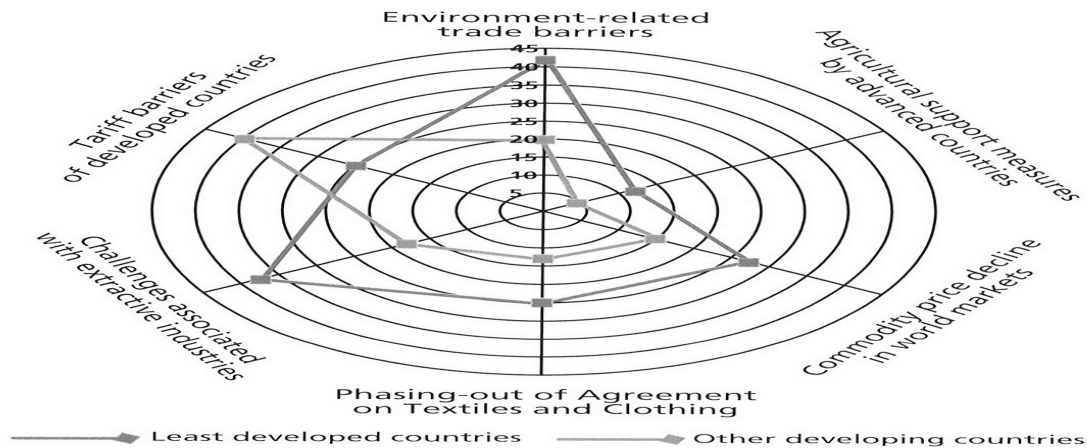 Environment-related
trade barriers
Agricultural support measures
by advanced countries
Tariff barriers
of developed countries
45
40
35
30
25
20
15
10
5
Challenges associated
with extractive industries
Commodity price decline
in world markets
Phasing-out of Agreement
on Textiles and Clothing
Least developed countries
Other developing countries